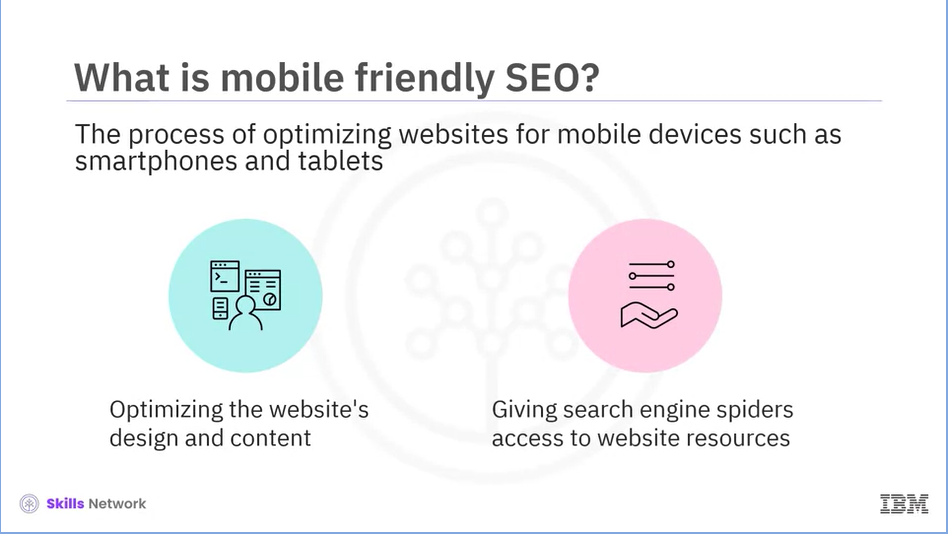 What is mobile friendly SEO?
The process of optimizing websites for mobile devices such as
smartphones and tablets
Optimizing the website's
design and content
Giving search engine spiders
access to website resources
Skills Network
IBM